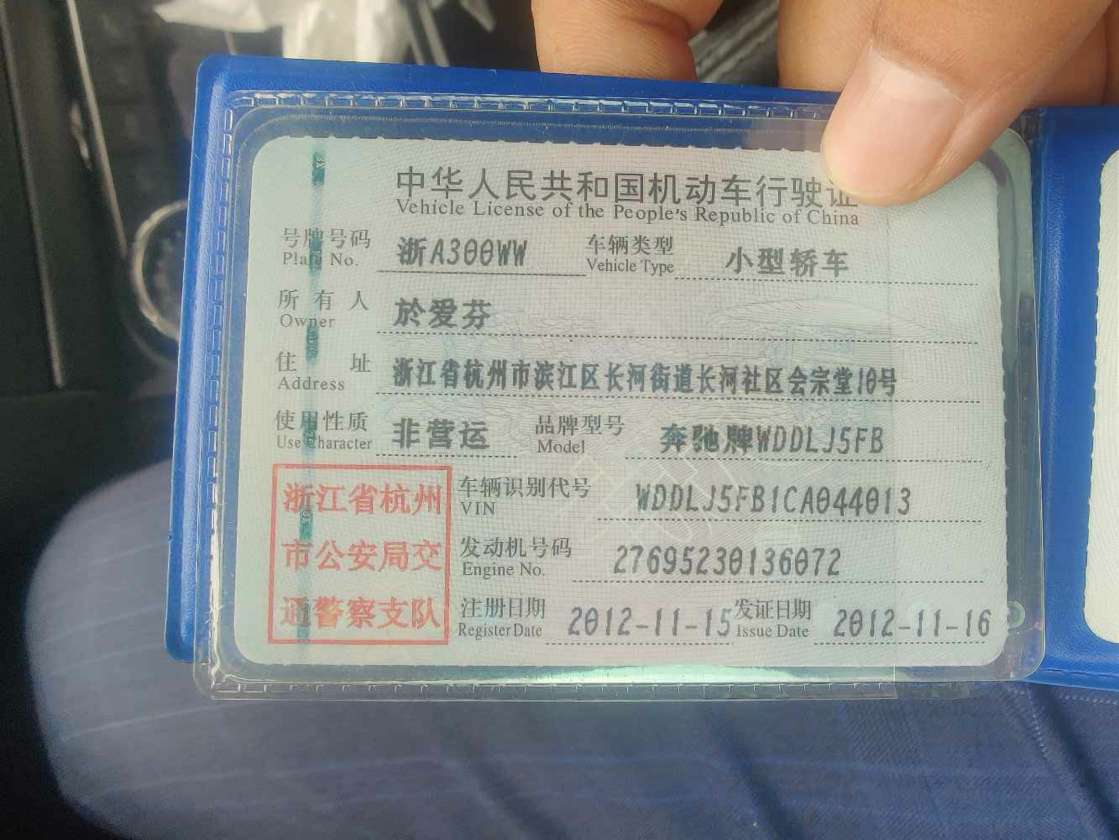 中华人民共和国机动车行驶证
Vehicle License of the People's Republic of China
号牌号码 浙A300WW 车辆类型 小型轿车
Plate No. Vehicle Type
所有人 於爱芬
Owner
住址 浙江省杭州市滨江区长河街道长河社区会宗堂10号
Address
使用性质 非营运 品牌型号 奔驰牌WDDLJ5FB
Use Character Model
浙江省杭州
市公安局交
通警察支队
车辆识别代号 WDDLJ5FB1CA044013
VIN
发动机号码 27695230136072
Engine No.
注册日期 2012-11-15 发证日期 2012-11-16
Register Date Issue Date